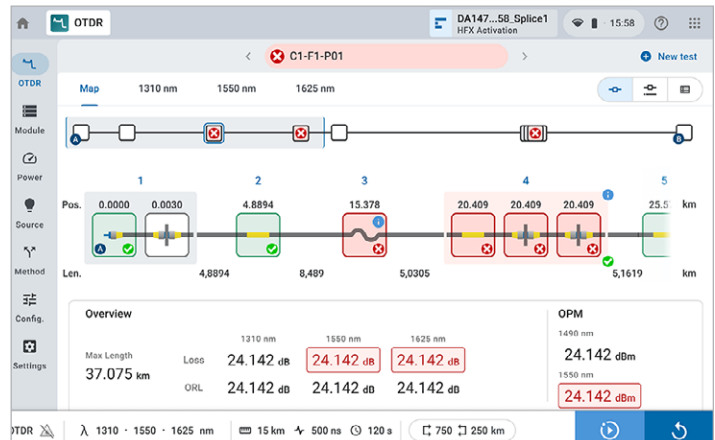 OTDR
DA147...58_Splice1
HFX Activation
15:58
C1-F1-P01
New test
OTDR
Module
Power
Source
Method
Config.
Settings
Map 1310 nm 1550 nm 1625 nm
A B
1 2 3 4 5
Pos. 0.0000 0.0030 4.8894 15.378 20.409 20.409 20.409 25.5 km
A
Len. 4,8894 8,489 5,0305 5,1619 km
Overview
1310 nm 1550 nm 1625 nm
Max Length
37.075 km
Loss 24.142 dB 24.142 dB 24.142 dB
ORL 24.142 dB 24.142 dB 24.142 dB
OPM
1490 nm
24.142 dBm
1550 nm
24.142 dBm
OTDR λ 1310 · 1550 · 1625 nm 15 km 500 ns 120 s 750 250 km